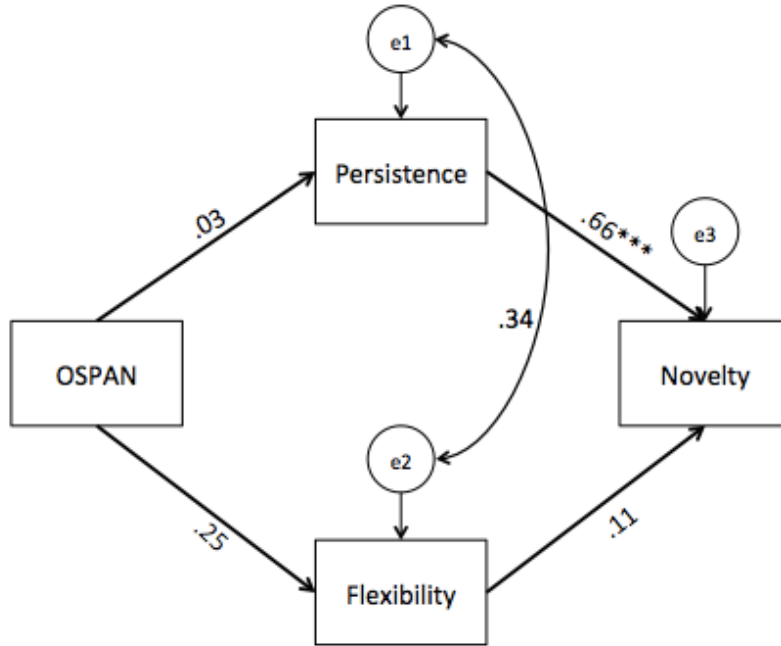 e1
Persistence
.03
.66***
e3
OSPAN
.34
Novelty
e2
.25
.11
Flexibility